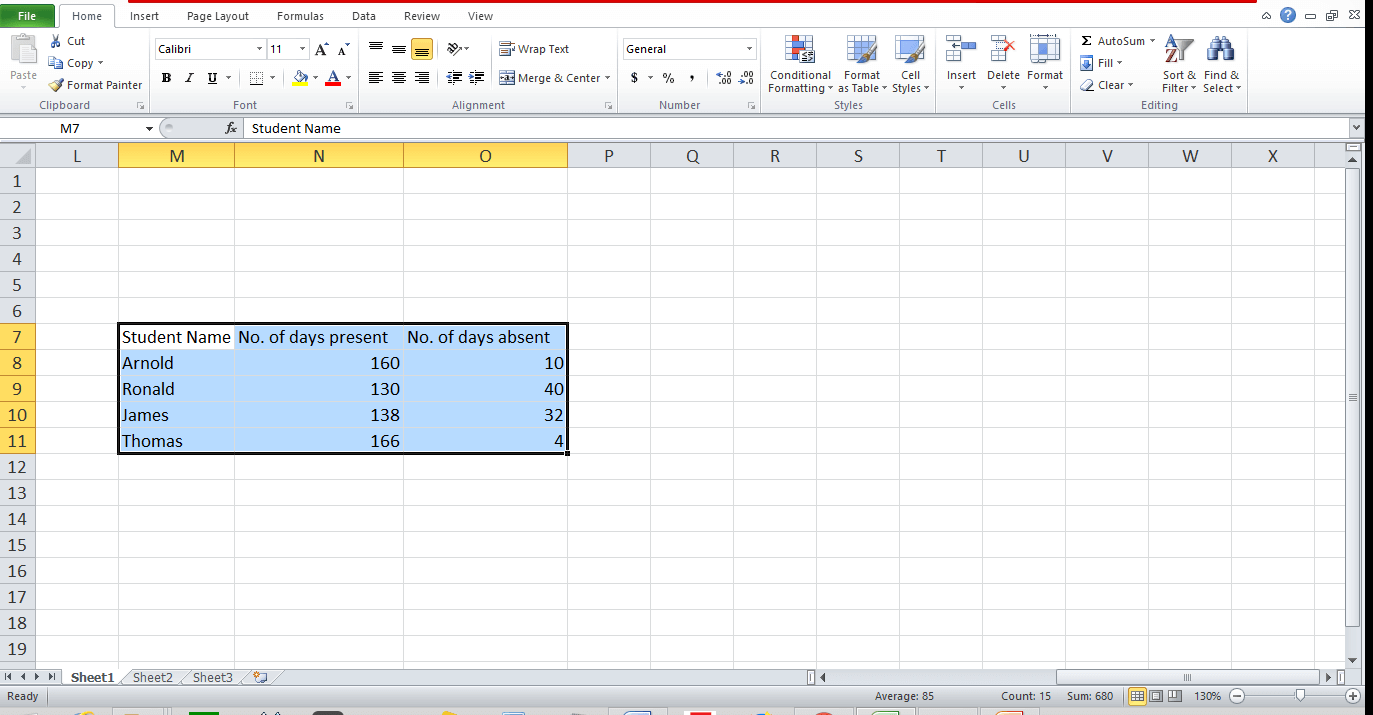 File Home Insert Page Layout Formulas Data Review View
Cut
Copy
Format Painter
Paste
Clipboard
Calibri 11
B I U
Font
Wrap Text
Merge & Center
Alignment
General
$ % ,
Number
Conditional Formatting
Format as Table
Cell Styles
Styles
Insert Delete Format
Cells
Σ AutoSum
Fill
Clear
Sort & Filter
Find & Select
Editing
M7 fx Student Name
L M N O P Q R S T U V W X
1
2
3
4
5
6
7 Student Name No. of days present No. of days absent
8 Arnold 160 10
9 Ronald 130 40
10 James 138 32
11 Thomas 166 4
12
13
14
15
16
17
18
19
Sheet1 Sheet2 Sheet3
Ready Average: 85 Count: 15 Sum: 680 130%